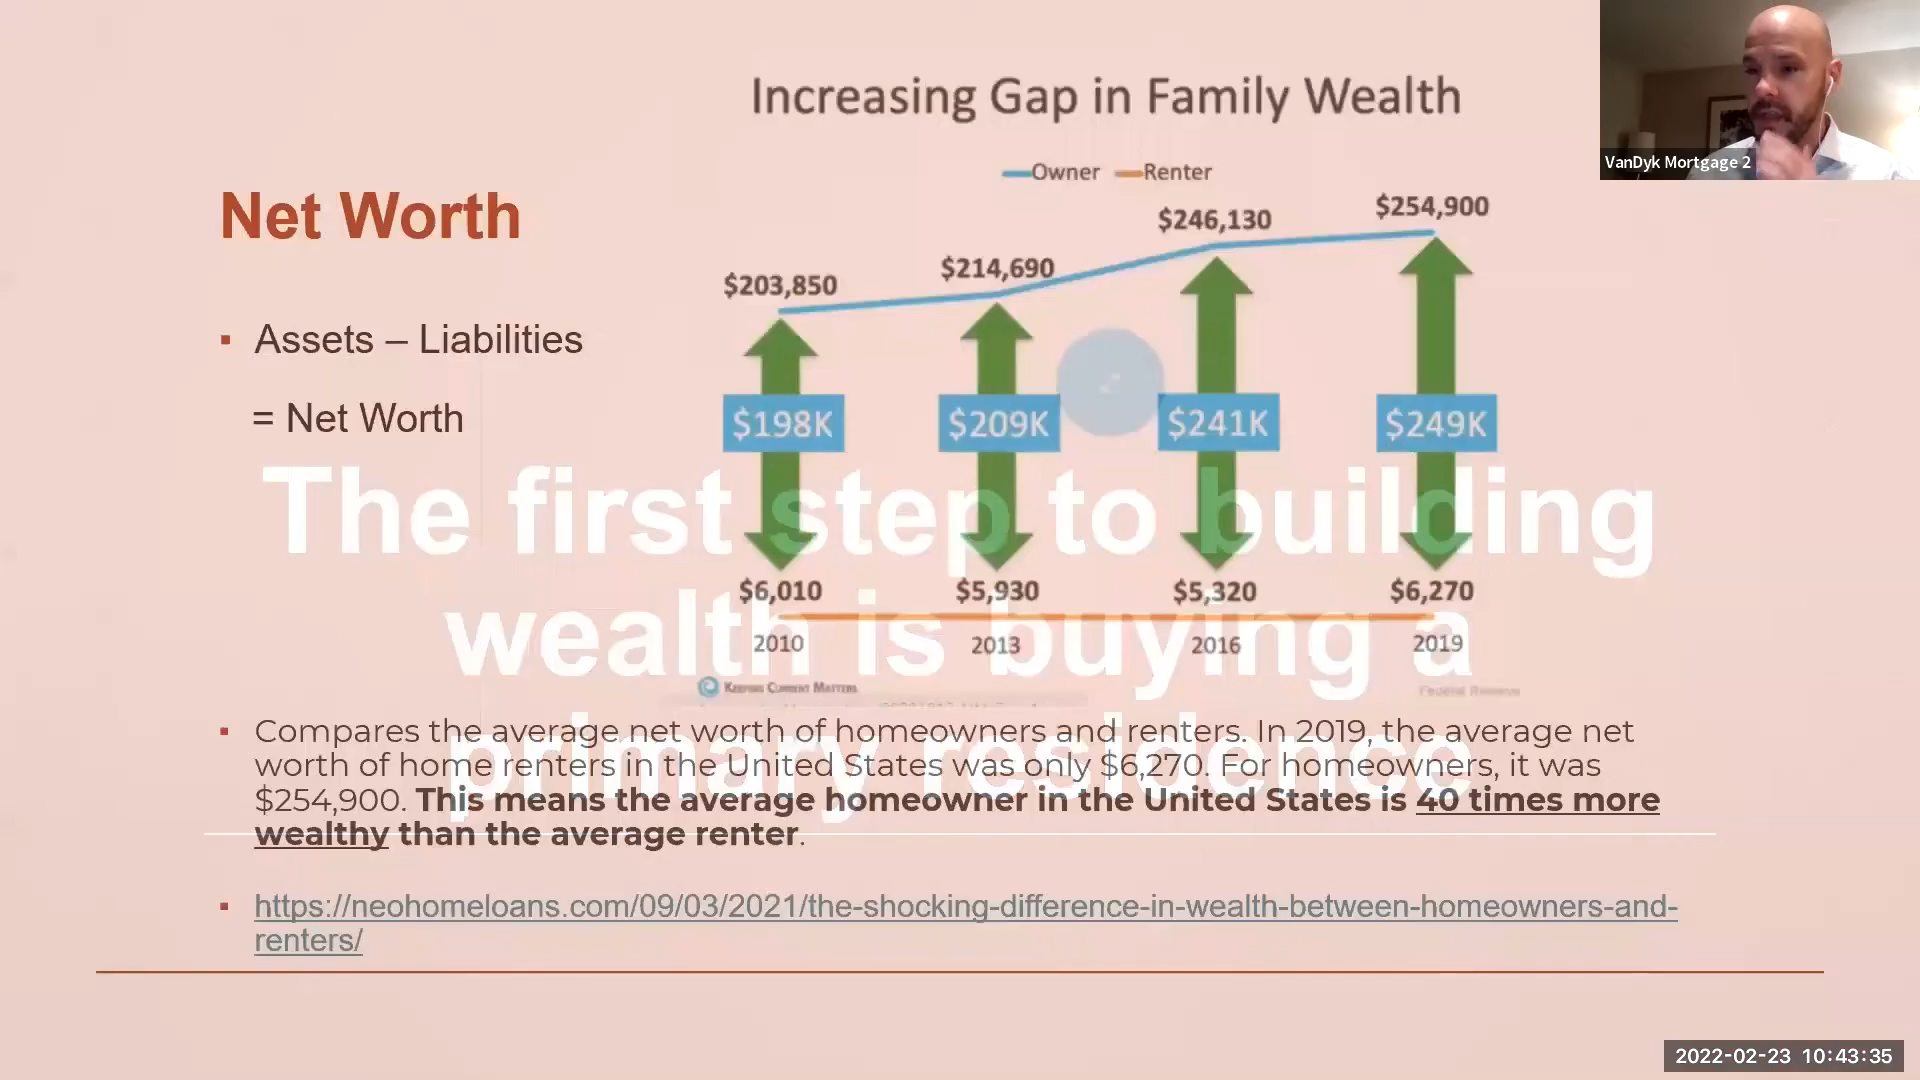 Increasing Gap in Family Wealth
Owner Renter
VanDyk Mortgage 2
Net Worth
$203,850
$214,690
$246,130
$254,900
▪ Assets – Liabilities
= Net Worth
$198K
$209K
$241K
$249K
The first step to building
wealth is buying a
primary residence
$6,010
$5,930
$5,320
$6,270
2010
2013
2016
2019
Keeping Current Matters
Federal Reserve
▪ Compares the average net worth of homeowners and renters. In 2019, the average net
worth of home renters in the United States was only $6,270. For homeowners, it was
$254,900. This means the average homeowner in the United States is 40 times more
wealthy than the average renter.
▪ https://neohomeloans.com/09/03/2021/the-shocking-difference-in-wealth-between-homeowners-and-
renters/
2022-02-23 10:43:35